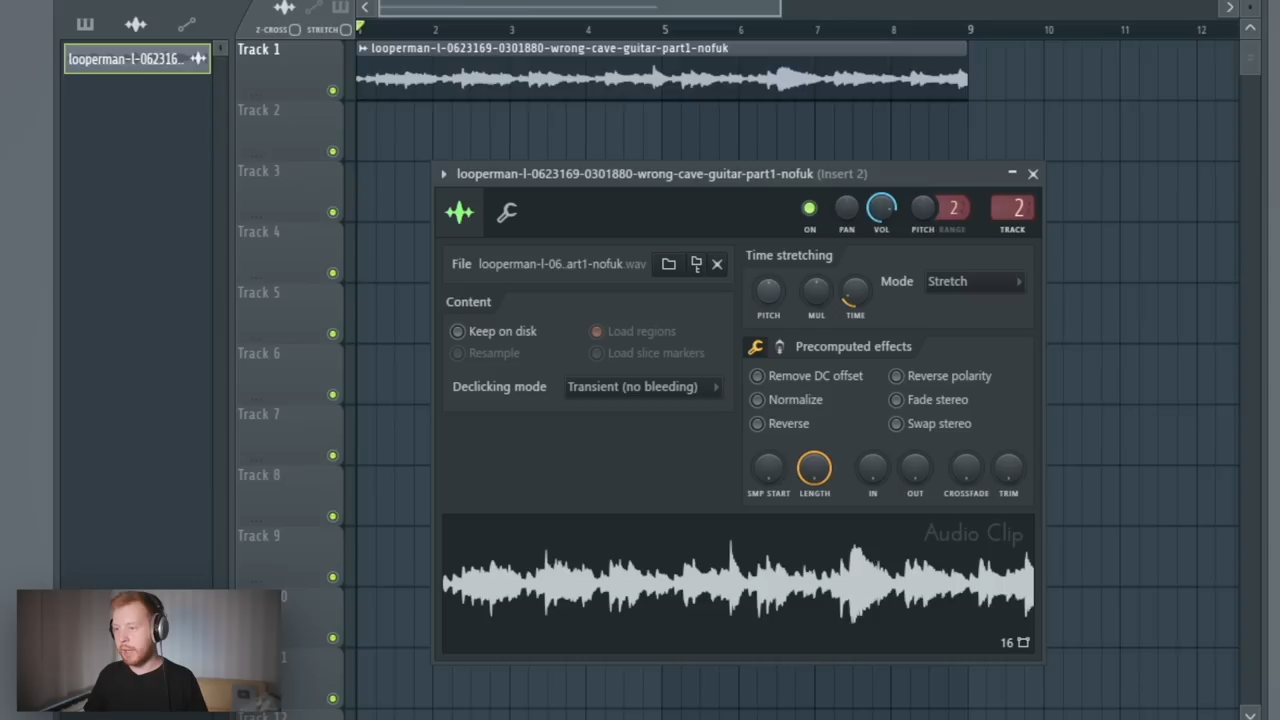 Z-CROSS STRETCH
2 3 4 5 6 7 8 9 10 11 12
looperman-l-062316...
Track 1
looperman-l-0623169-0301880-wrong-cave-guitar-part1-nofuk
Track 2
Track 3
Track 4
Track 5
Track 6
Track 7
Track 8
Track 9
0
1
Track 12
looperman-l-0623169-0301880-wrong-cave-guitar-part1-nofuk (Insert 2)
2 2
ON PAN VOL PITCH RANGE TRACK
File looperman-l-06..art1-nofuk.wav
Content
Keep on disk Load regions
Resample Load slice markers
Declicking mode Transient (no bleeding)
Time stretching
Mode Stretch
PITCH MUL TIME
Precomputed effects
Remove DC offset Reverse polarity
Normalize Fade stereo
Reverse Swap stereo
SMP START LENGTH IN OUT CROSSFADE TRIM
Audio Clip
16